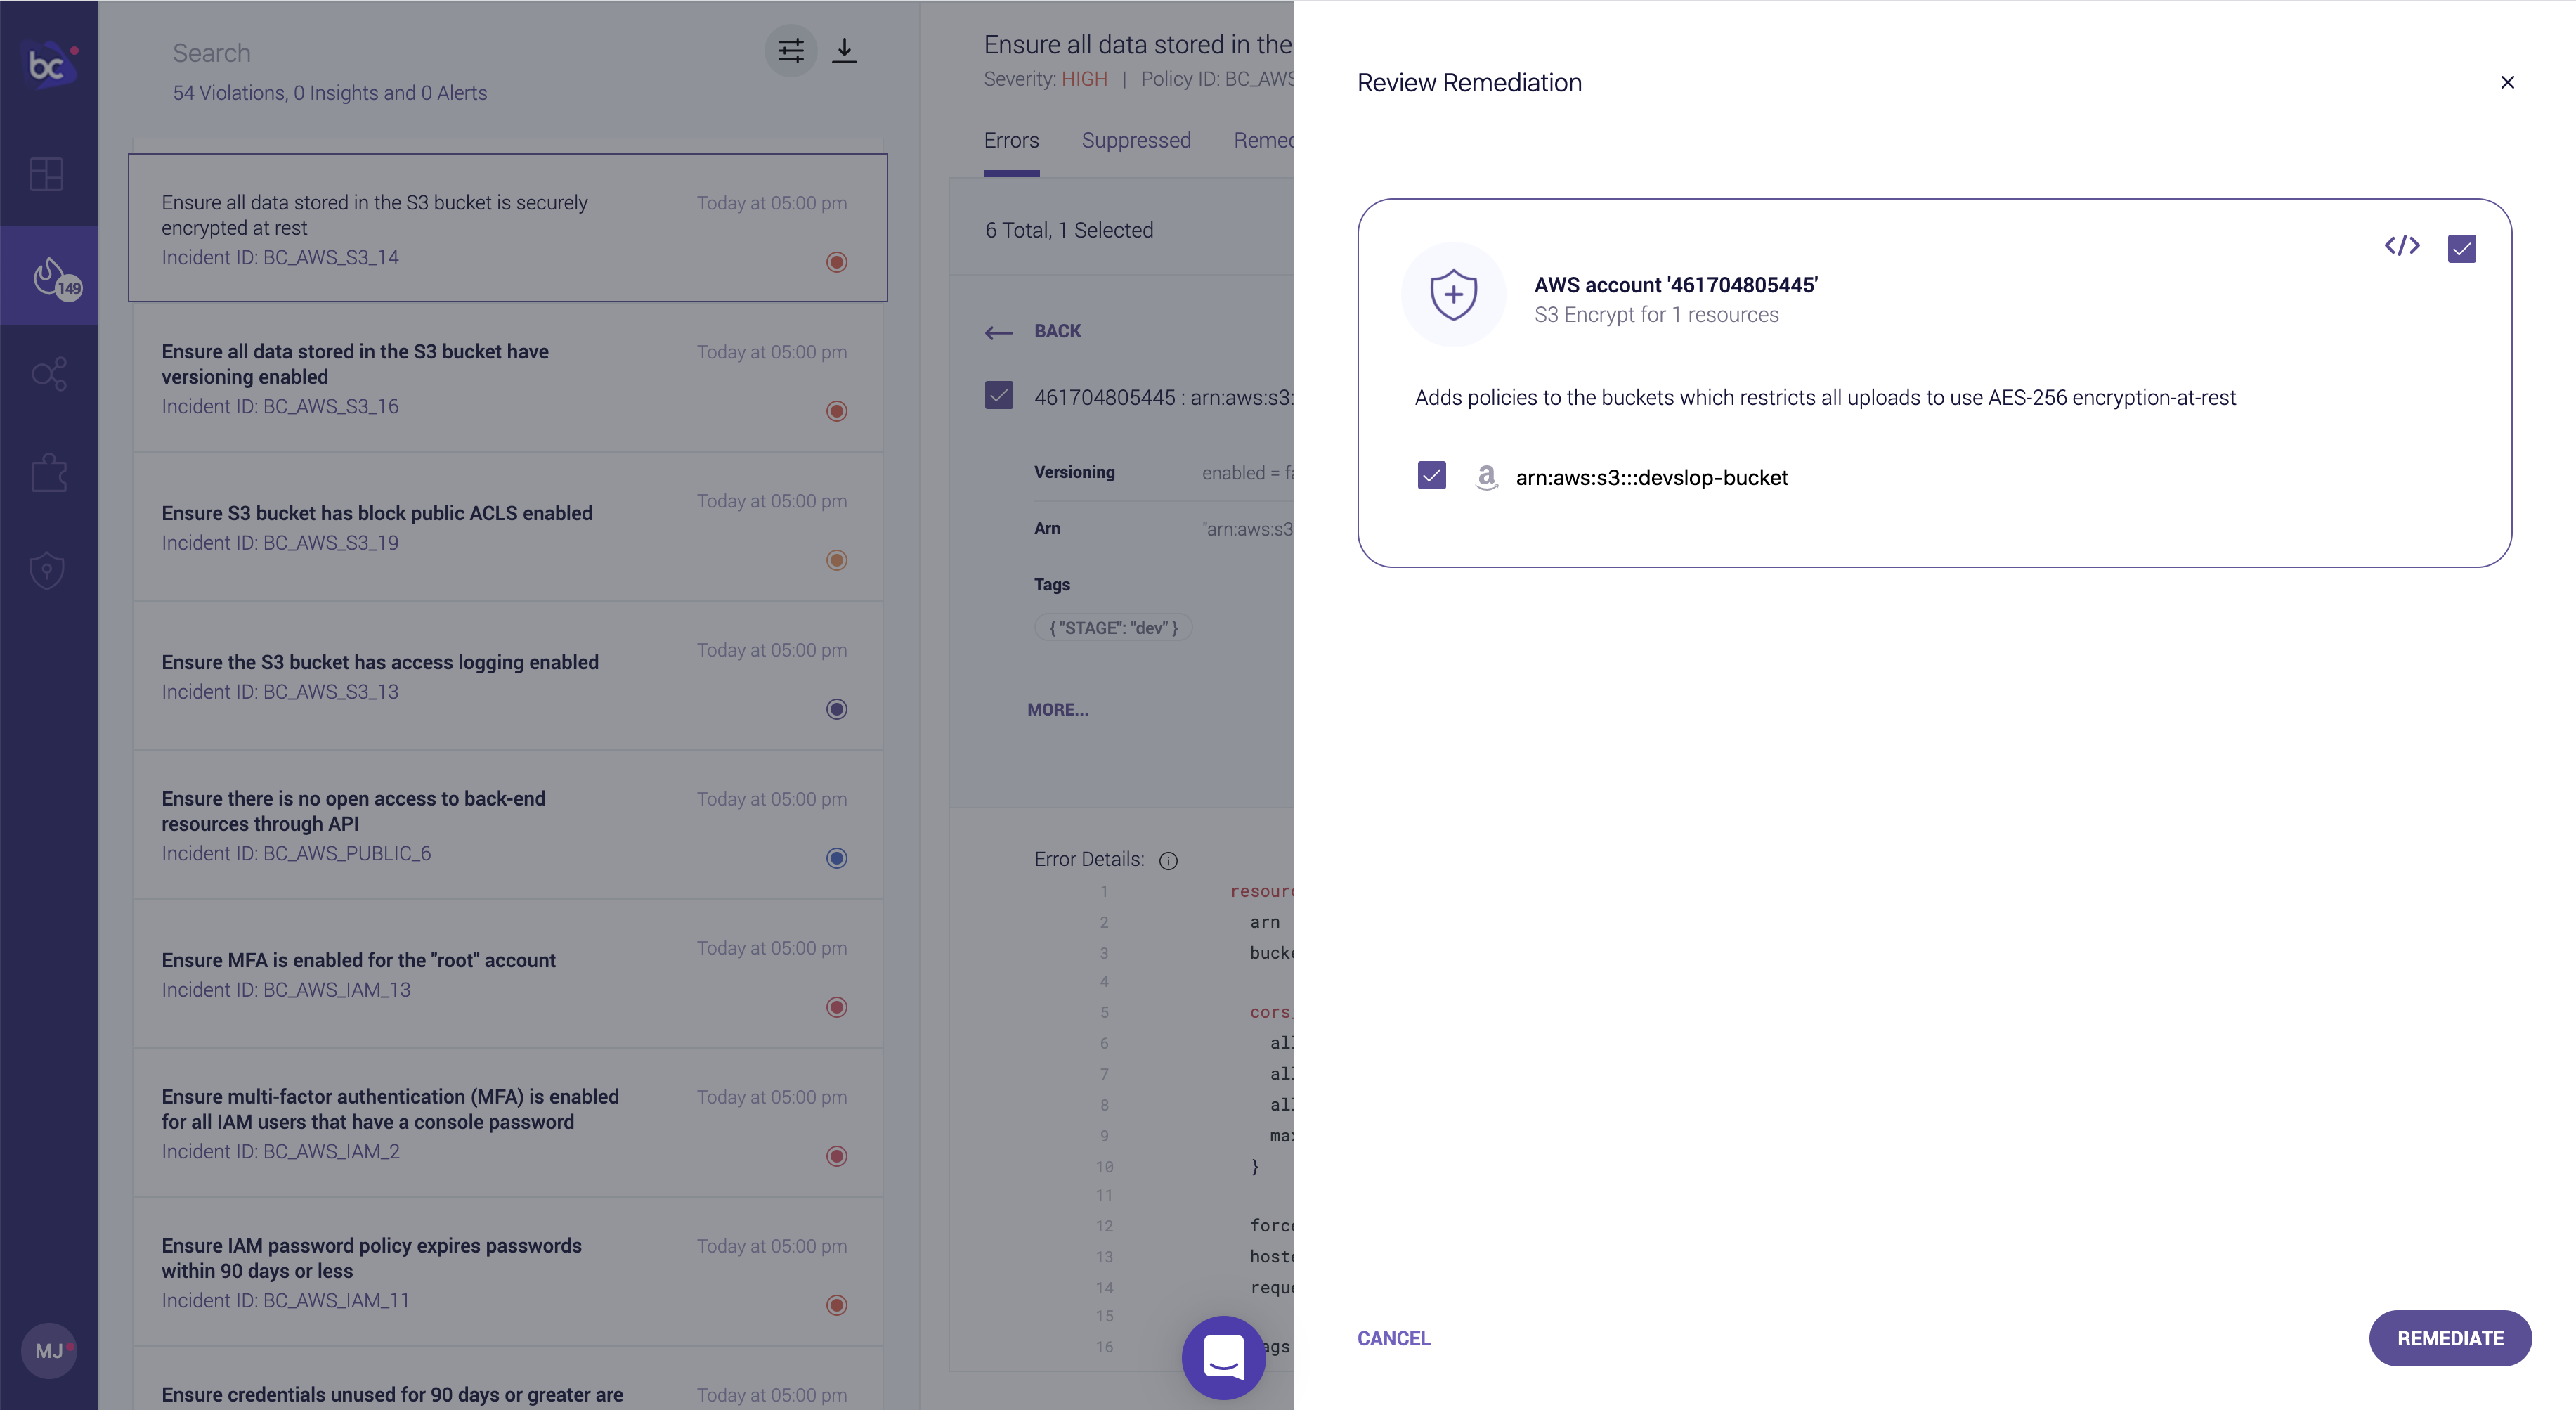 bc
149
MJ
Search
54 Violations, 0 Insights and 0 Alerts
Ensure all data stored in the S3 bucket is securely
encrypted at rest
Today at 05:00 pm
Incident ID: BC_AWS_S3_14
Ensure all data stored in the S3 bucket have
versioning enabled
Today at 05:00 pm
Incident ID: BC_AWS_S3_16
Ensure S3 bucket has block public ACLS enabled
Today at 05:00 pm
Incident ID: BC_AWS_S3_19
Ensure the S3 bucket has access logging enabled
Today at 05:00 pm
Incident ID: BC_AWS_S3_13
Ensure there is no open access to back-end
resources through API
Today at 05:00 pm
Incident ID: BC_AWS_PUBLIC_6
Ensure MFA is enabled for the "root" account
Today at 05:00 pm
Incident ID: BC_AWS_IAM_13
Ensure multi-factor authentication (MFA) is enabled
for all IAM users that have a console password
Today at 05:00 pm
Incident ID: BC_AWS_IAM_2
Ensure IAM password policy expires passwords
within 90 days or less
Today at 05:00 pm
Incident ID: BC_AWS_IAM_11
Ensure credentials unused for 90 days or greater are
Today at 05:00 pm
Ensure all data stored in the
Severity: HIGH | Policy ID: BC_AWS
Errors Suppressed Remed
6 Total, 1 Selected
BACK
461704805445 : arn:aws:s3:
Versioning enabled = fa
Arn "arn:aws:s3
Tags
{ "STAGE": "dev" }
MORE...
Error Details:
1 resourc
2 arn
3 bucke
4
5 cors_
6 all
7 all
8 all
9 max
10 }
11
12 force
13 hoste
14 reque
15
16 ags
Review Remediation
</>
AWS account '461704805445'
S3 Encrypt for 1 resources
Adds policies to the buckets which restricts all uploads to use AES-256 encryption-at-rest
arn:aws:s3:::devslop-bucket
CANCEL
REMEDIATE